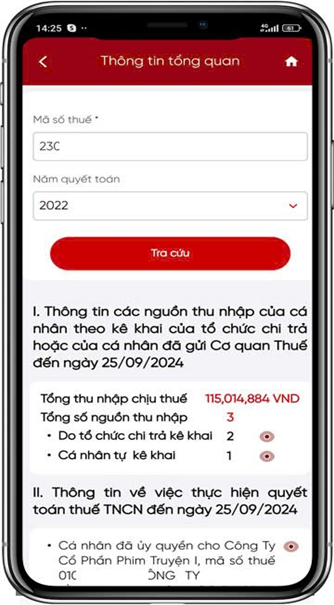 14:25
4G
61
Thông tin tổng quan
Mã số thuế *
23C
Năm quyết toán
2022
Tra cứu
I. Thông tin các nguồn thu nhập của cá
nhân theo kê khai của tổ chức chi trả
hoặc của cá nhân đã gửi Cơ quan Thuế
đến ngày 25/09/2024
Tổng thu nhập chịu thuế 115,014,884 VND
Tổng số nguồn thu nhập 3
• Do tổ chức chi trả kê khai 2
• Cá nhân tự kê khai 1
II. Thông tin về việc thực hiện quyết
toán thuế TNCN đến ngày 25/09/2024
• Cá nhân đã ủy quyền cho Công Ty
Cổ Phần Phim Truyện I, mã số thuế
010 ÔNG TY